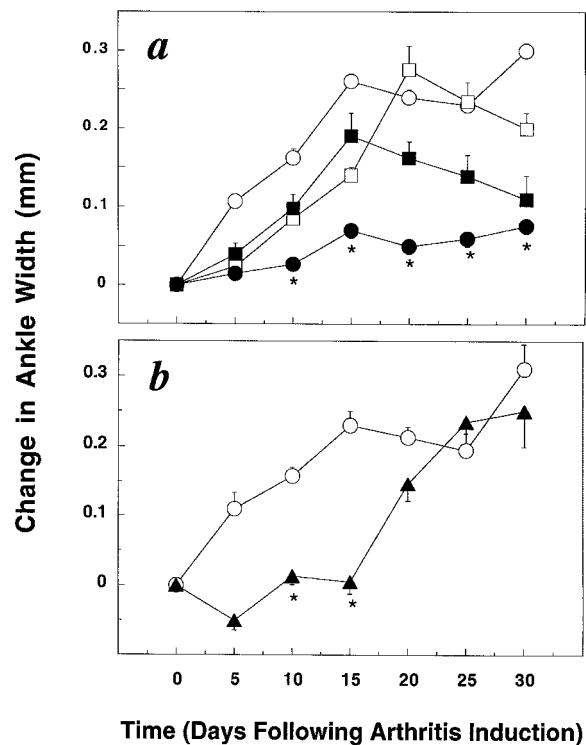 a
0.3
0.2
0.1
0
* * * * *
b
0.3
0.2
0.1
0
* *
Change in Ankle Width (mm)
0 5 10 15 20 25 30
Time (Days Following Arthritis Induction)